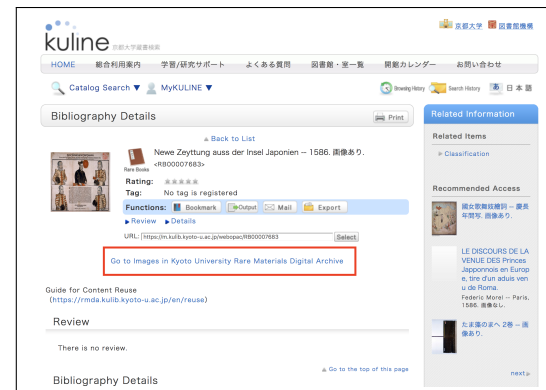 京都大学 図書館機構
kuline 京都大学蔵書検索
HOME 総合利用案内 学習/研究サポート よくある質問 図書館・室一覧 開館カレンダー お問い合わせ
Catalog Search ▼ MyKULINE ▼ Browsing History Search History あ 日本語
Bibliography Details Print
▲ Back to List
Rare Books
Newe Zeyttung auss der Insel Japonien -- 1586. 画像あり.
<RB00007683>
Rating: ★★★★★
Tag: No tag is registered
Functions: Bookmark Output Mail Export
▶ Review ▶ Details
URL: https://m.kulib.kyoto-u.ac.jp/webopac/RB00007683 Select
Go to Images in Kyoto University Rare Materials Digital Archive
Guide for Content Reuse
(https://rmda.kulib.kyoto-u.ac.jp/en/reuse)
Review
There is no review.
▲ Go to the top of this page
Bibliography Details
Related Information
Related Items
▶ Classification
Recommended Access
國女歌舞妓繪詞 -- 慶長
年間写. 画像あり.
LE DISCOURS DE LA
VENUE DES Princes
Japponnois en Europ
e, tire d'un aduis ven
u de Roma.
Federic Morel -- Paris,
1586. 画像なし.
たま藻のまへ 2巻 -- 画
像あり.
next▷